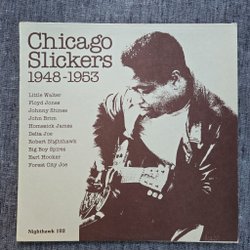 Chicago
Slickers
1948-1953
Little Walter
Floyd Jones
Johnny Shines
John Brim
Homesick James
Delta Joe
Robert Nighthawk
Big Boy Spires
Earl Hooker
Forest City Joe
Nighthawk 102